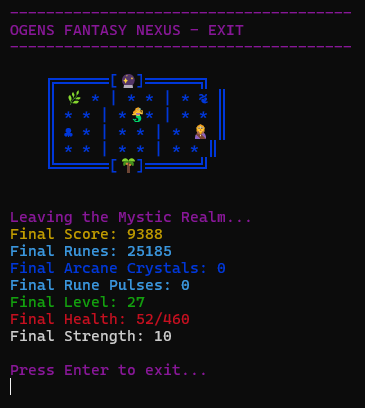 OGENS FANTASY NEXUS - EXIT
Leaving the Mystic Realm...
Final Score: 9388
Final Runes: 25185
Final Arcane Crystals: 0
Final Rune Pulses: 0
Final Level: 27
Final Health: 52/460
Final Strength: 10
Press Enter to exit...